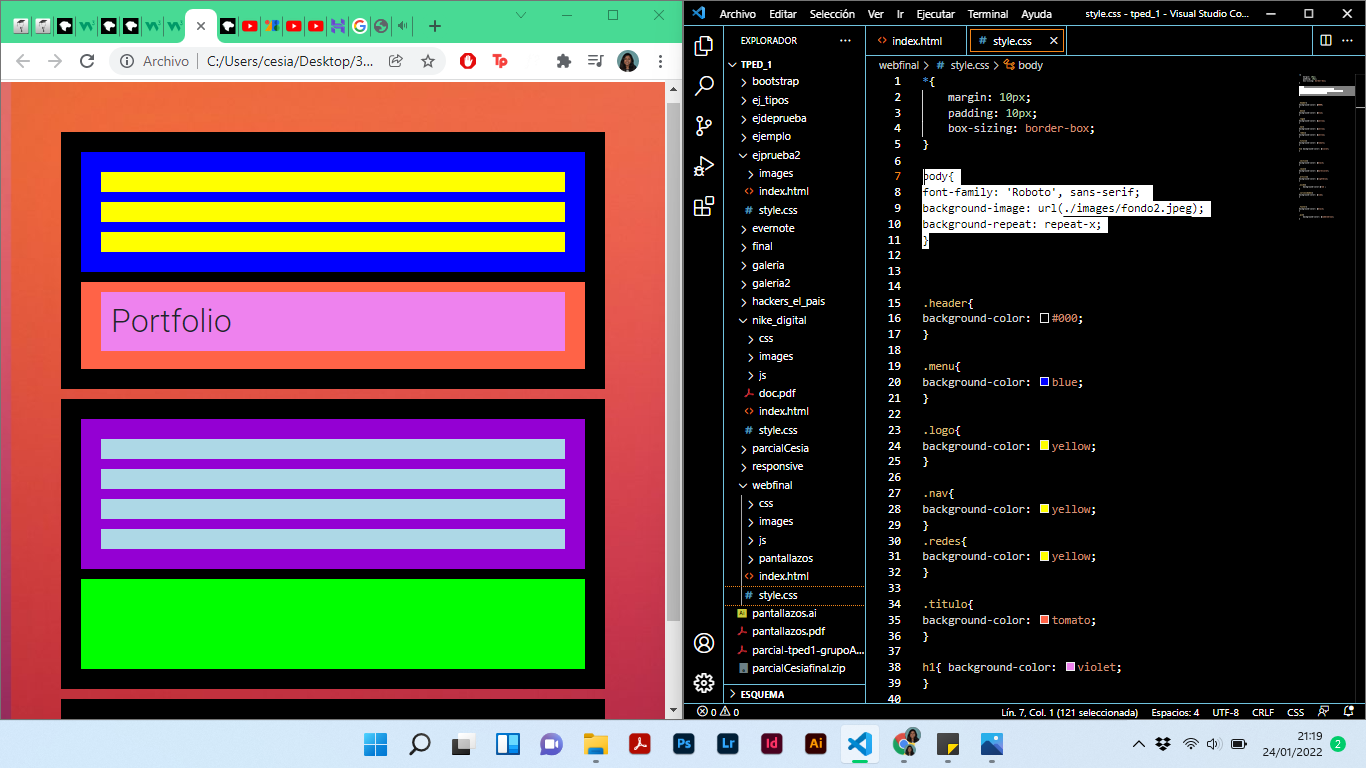 Archivo
C:/Users/cesia/Desktop/3...
Portfolio
Archivo Editar Selección Ver Ir Ejecutar Terminal Ayuda
style.css - tped_1 - Visual Studio Co...
EXPLORADOR
TPED_1
bootstrap
ej_tipos
ejdeprueba
ejemplo
ejprueba2
images
index.html
style.css
evernote
final
galeria
galeria2
hackers_el_pais
nike_digital
css
images
js
doc.pdf
index.html
style.css
parcialCesia
responsive
webfinal
css
images
js
pantallazos
index.html
style.css
pantallazos.ai
pantallazos.pdf
parcial-tped1-grupoA...
parcialCesiafinal.zip
ESQUEMA
index.html
style.css
webfinal > style.css > body
1 *{
2 margin: 10px;
3 padding: 10px;
4 box-sizing: border-box;
5 }
6
7 body{
8 font-family: 'Roboto', sans-serif;
9 background-image: url(./images/fondo2.jpeg);
10 background-repeat: repeat-x;
11 }
12
13
14
15 .header{
16 background-color: #000;
17 }
18
19 .menu{
20 background-color: blue;
21 }
22
23 .logo{
24 background-color: yellow;
25 }
26
27 .nav{
28 background-color: yellow;
29 }
30 .redes{
31 background-color: yellow;
32 }
33
34 .titulo{
35 background-color: tomato;
36 }
37
38 h1{ background-color: violet;
39 }
40
0 0
Lín. 7, Col. 1 (121 seleccionada) Espacios: 4 UTF-8 CRLF CSS
Ps
Lr
Id
Ai
21:19
24/01/2022
2